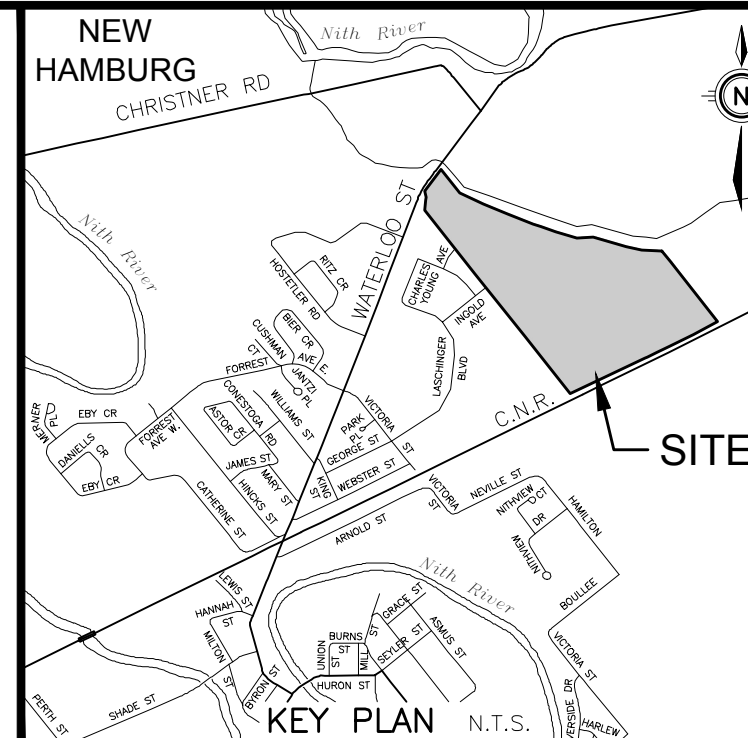 NEW
HAMBURG
Nith River
CHRISTNER RD
N
Nith River
WATERLOO ST
RITZ CR
HOSTETLER RD
CHARLES
YOUNG
AVE
INGOLD
AVE
BIER CR
CUSHMAN
CT
FORREST
AVE E.
JANTZI
PL
LASCHINGER
BLVD
C.N.R.
SITE
MERNER
PL
EBY CR
DANIELLS
CR
EBY CR
FORREST
AVE W.
CONESTOGA
RD
ASTOR CR
CR
WILLIAMS ST
VICTORIA
ST
PARK
PL
GEORGE ST
KING
ST
WEBSTER ST
JAMES ST
MARY ST
HINCKS ST
CATHERINE ST
VICTORIA
ST
NEVILLE ST
NITHVIEW
CT
DR
NITHVIEW
HAMILTON
ARNOLD ST
BOULLEE
Nith River
LEWIS ST
HANNAH
ST
MILTON
ST
BURNS
ST
UNION
ST
MILL
ST
GRACE ST
SEYLER ST
ASMUS ST
VICTORIA ST
HURON ST
BYRON ST
SHADE ST
PERTH ST
ERSIDE DR
HARLEW
KEY PLAN
N.T.S.